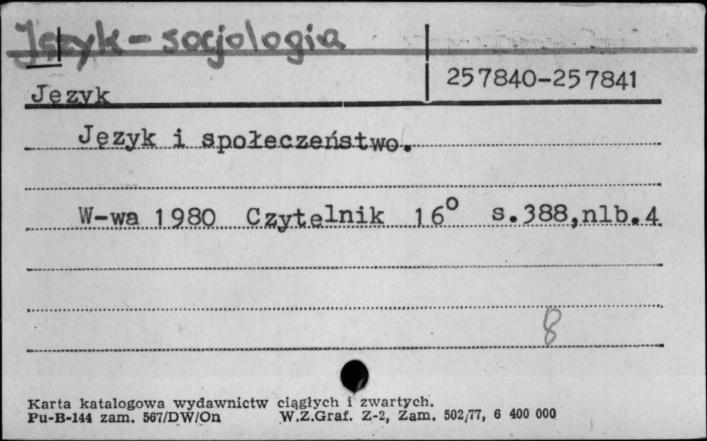 Język - socjologia
257840-257841
Język
Język i społeczeństwo.
W-wa 1980 Czytelnik 16° s.388,nlb.4
8
Karta katalogowa wydawnictw ciągłych i zwartych.
Pu-B-144 zam. 567/DW/On W.Z.Graf. Z-2, Zam. 502/77, 6 400 000